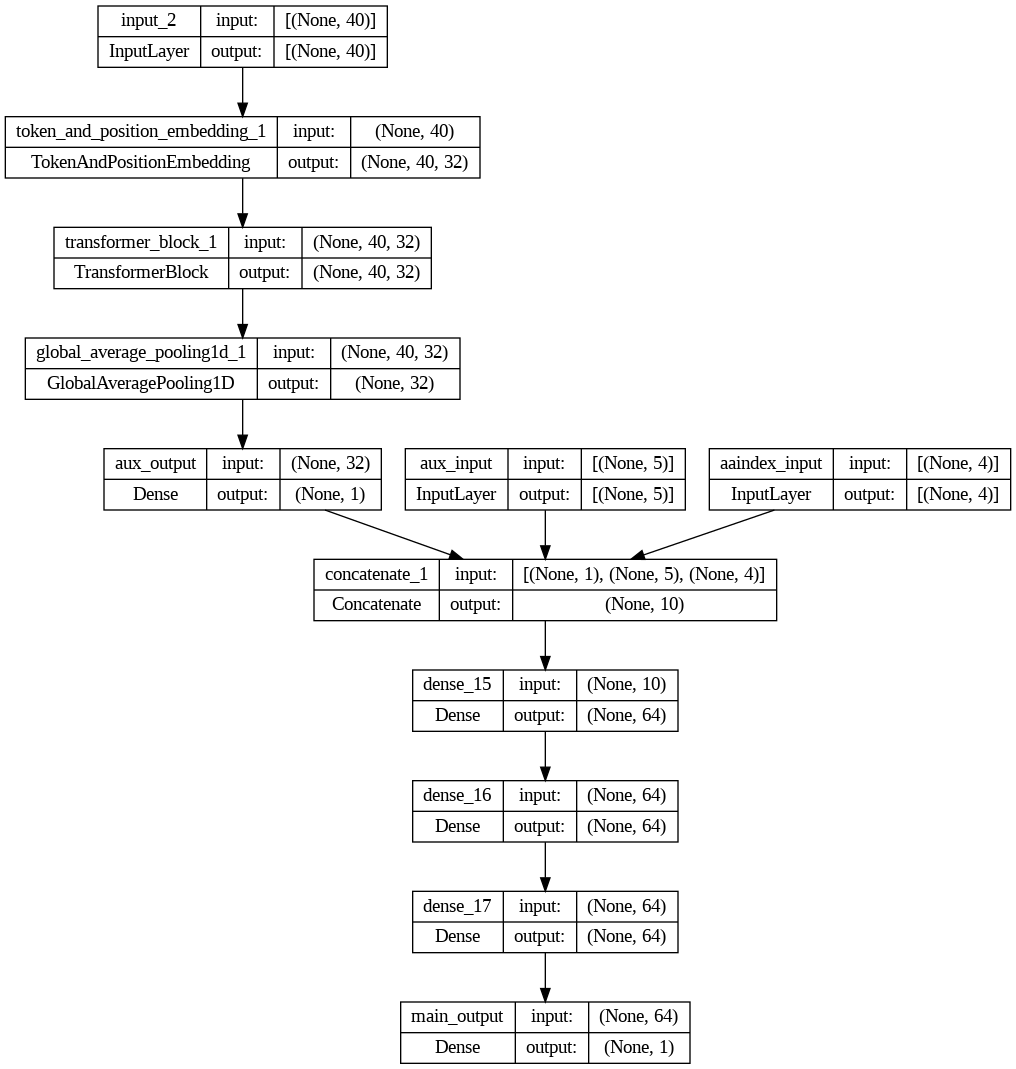 input_2 input: [(None, 40)]
InputLayer output: [(None, 40)]
token_and_position_embedding_1 input: (None, 40)
TokenAndPositionEmbedding output: (None, 40, 32)
transformer_block_1 input: (None, 40, 32)
TransformerBlock output: (None, 40, 32)
global_average_pooling1d_1 input: (None, 40, 32)
GlobalAveragePooling1D output: (None, 32)
aux_output input: (None, 32)
Dense output: (None, 1)
aux_input input: [(None, 5)]
InputLayer output: [(None, 5)]
aaindex_input input: [(None, 4)]
InputLayer output: [(None, 4)]
concatenate_1 input: [(None, 1), (None, 5), (None, 4)]
Concatenate output: (None, 10)
dense_15 input: (None, 10)
Dense output: (None, 64)
dense_16 input: (None, 64)
Dense output: (None, 64)
dense_17 input: (None, 64)
Dense output: (None, 64)
main_output input: (None, 64)
Dense output: (None, 1)